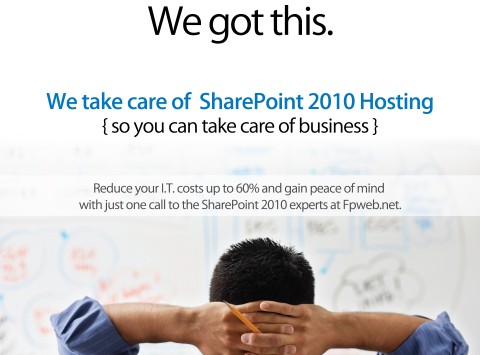 We got this.
We take care of SharePoint 2010 Hosting
{ so you can take care of business }
Reduce your I.T. costs up to 60% and gain peace of mind
with just one call to the SharePoint 2010 experts at Fpweb.net.